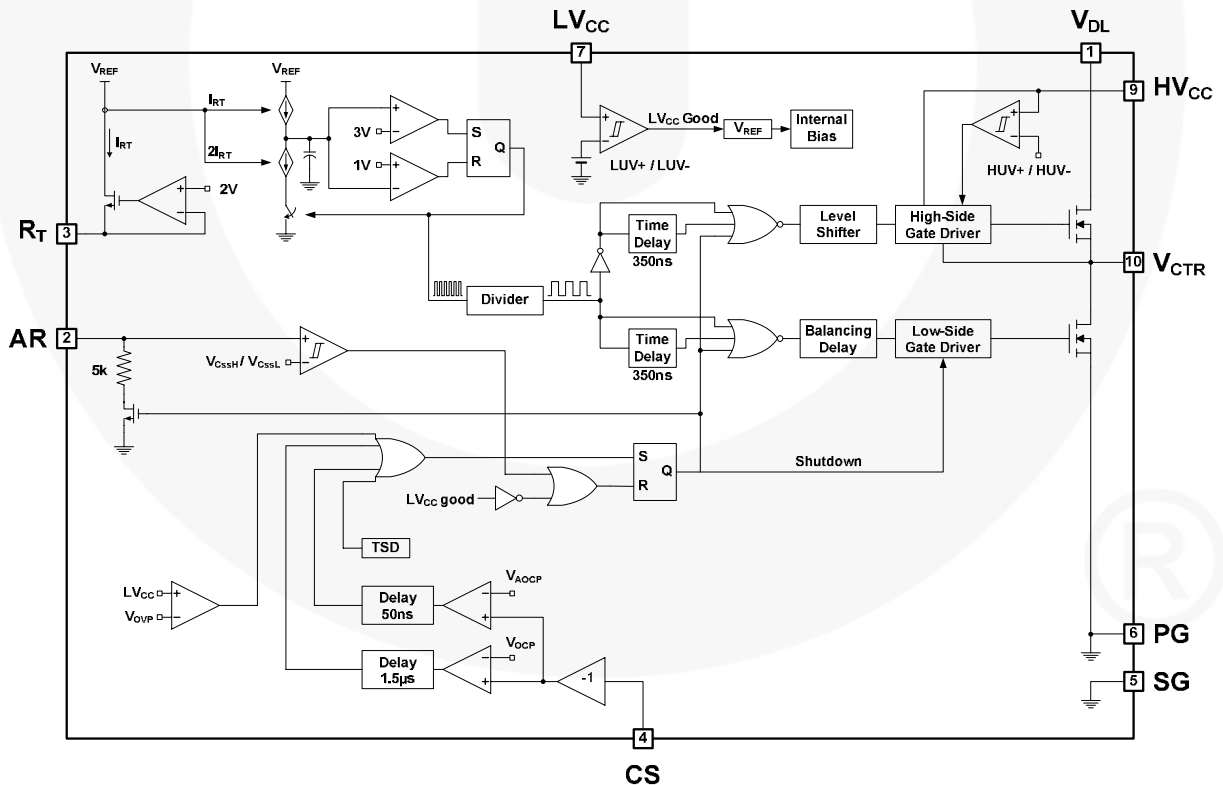 LVCC
VDL
7
1
VREF
VREF
HVCC
9
IRT
IRT
3V
S
Q
R
LVCC Good
VREF
Internal
Bias
2IRT
1V
LUV+ / LUV-
HUV+ / HUV-
2V
RT
3
Time
Delay
350ns
Level
Shifter
High-Side
Gate Driver
10
VCTR
Divider
AR
2
Time
Delay
350ns
Balancing
Delay
Low-Side
Gate Driver
VCssH / VCssL
5k
S
Q
R
Shutdown
LVCC good
TSD
LVCC
VOVP
Delay
50ns
VAOCP
VOCP
Delay
1.5µs
-1
6
PG
5
SG
4
CS
+
−
+
−
+
−
+
−
+
−
+
−
+
−
+
−
−
+
−
+
®